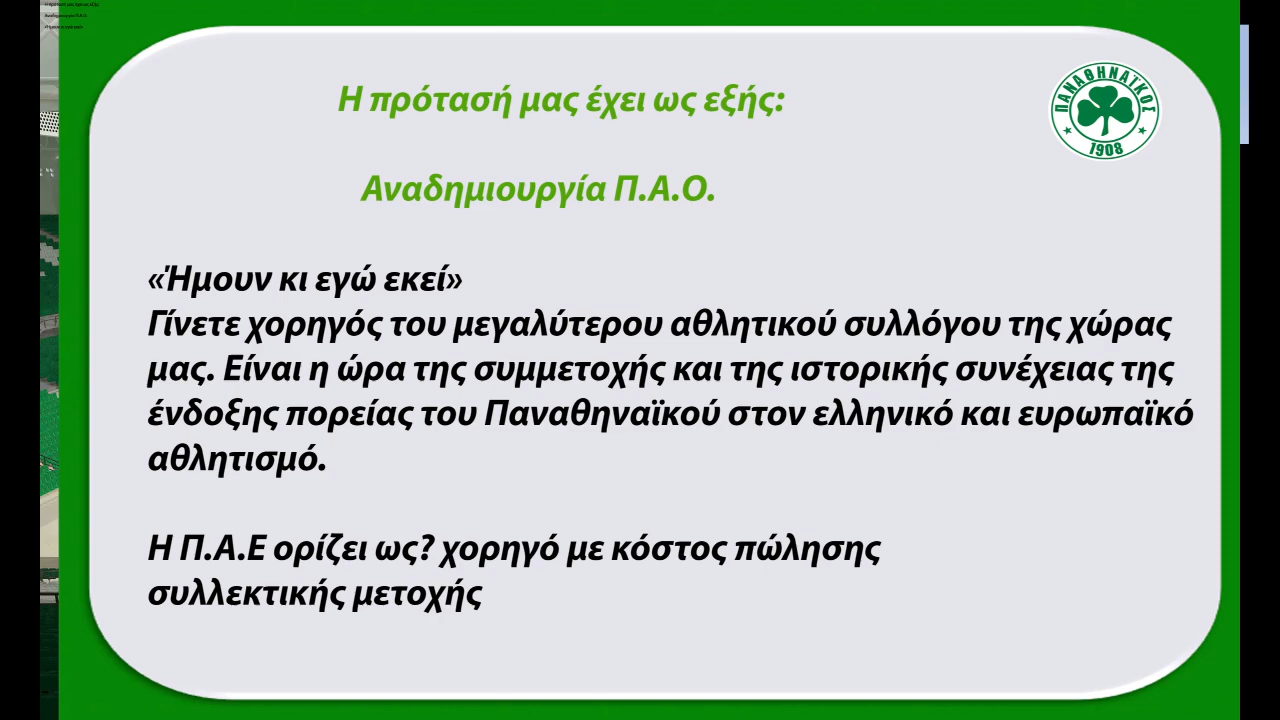 Η πρότασή μας έχει ως εξής:
Αναδημιουργία Π.Α.Ο.
ΠΑΝΑΘΗΝΑΪΚΟΣ
1908
«Ήμουν κι εγώ εκεί»
Γίνετε χορηγός του μεγαλύτερου αθλητικού συλλόγου της χώρας
μας. Είναι η ώρα της συμμετοχής και της ιστορικής συνέχειας της
ένδοξης πορείας του Παναθηναϊκού στον ελληνικό και ευρωπαϊκό
αθλητισμό.
Η Π.Α.Ε ορίζει ως? χορηγό με κόστος πώλησης
συλλεκτικής μετοχής